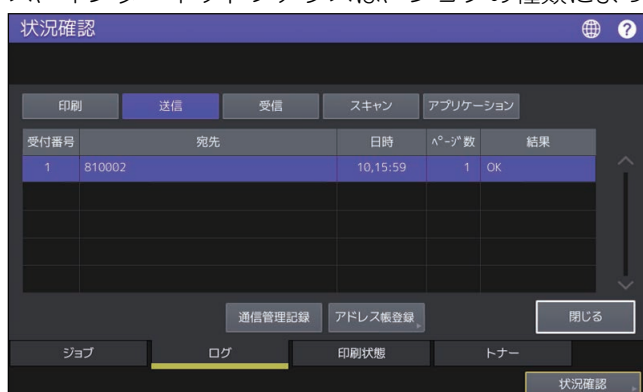 状況確認
印刷 送信 受信 スキャン アプリケーション
受付番号 宛先 日時 ﾍﾟｰｼﾞ数 結果
1 810002 10,15:59 1 OK
通信管理記録 アドレス帳登録 閉じる
ジョブ ログ 印刷状態 トナー
状況確認